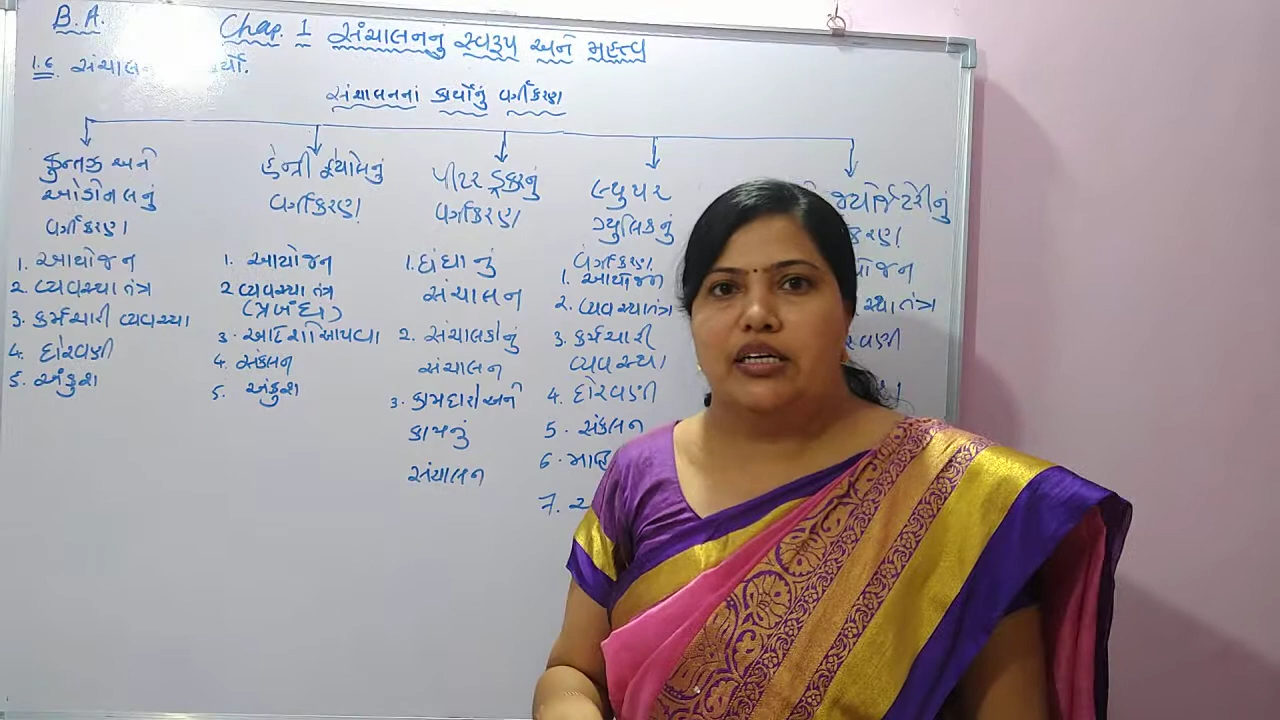 B.A.
Chap. 1 સંચાલનનું સ્વરૂપ અને મહત્વ
1.6
સંચાલનનાં કાર્યોનું વર્ગીકરણ
કુન્તઝ અને
ઓડોનલનું
વર્ગીકરણ
1. આયોજન
2. વ્યવસ્થા તંત્ર
3. કર્મચારી વ્યવસ્થા
4. દોરવણી
5. અંકુશ
હેન્રી ફેયોલનું
વર્ગીકરણ
1. આયોજન
2 વ્યવસ્થા તંત્ર
(પ્રબંધ)
3. આદેશો આપવા
4. સંકલન
5. અંકુશ
પીટર ડ્રકરનું
વર્ગીકરણ
1. ધંધાનું
સંચાલન
2. સંચાલકોનું
સંચાલન
3. કામદારો અને
કામનું
સંચાલન
લ્યુથર
ગ્યુલિકનું
વર્ગીકરણ
1. આયોજન
2. વ્યવસ્થાતંત્ર
3. કર્મચારી
વ્યવસ્થા
4. દોરવણી
5. સંકલન
6.
7.